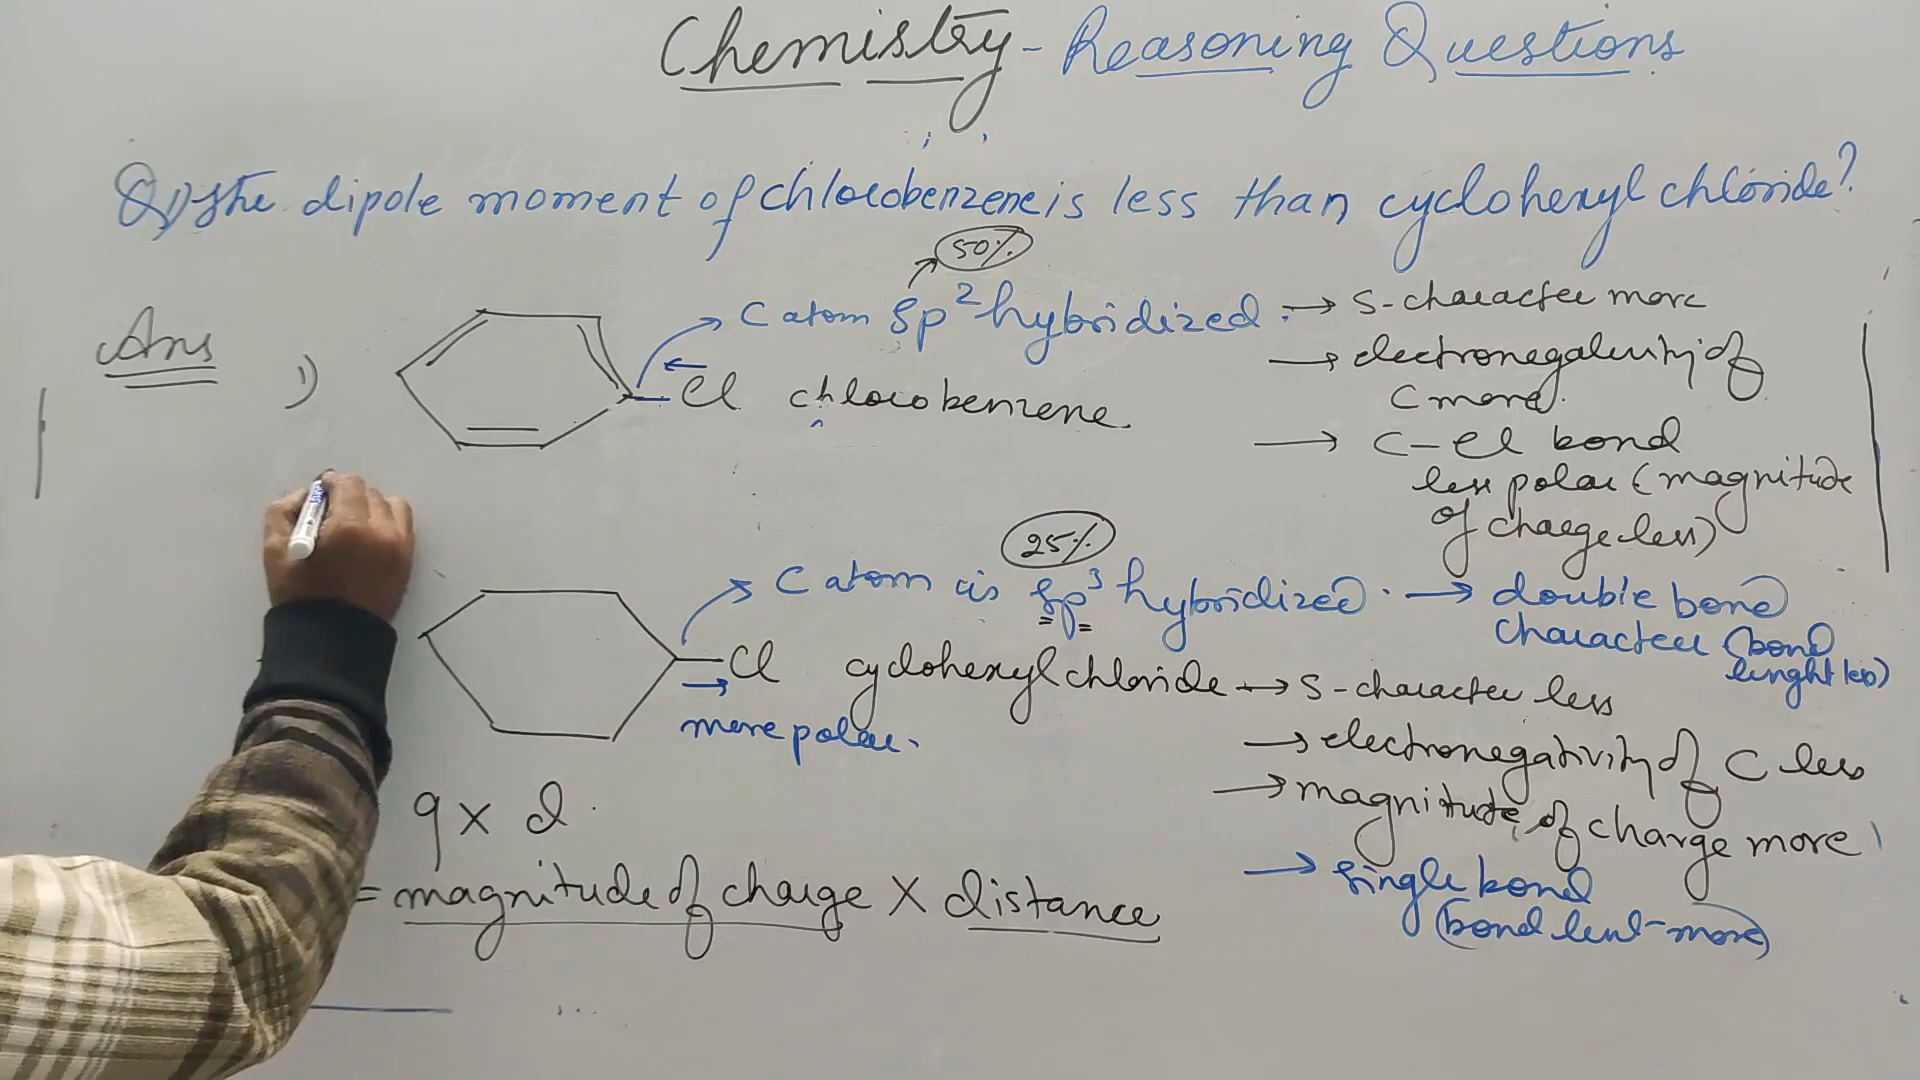 Chemistry - Reasoning Questions
Q1) The dipole moment of chlorobenzene is less than cyclohexyl chloride?
50%
Ans
1)
C atom sp² hybridized → s-character more
→ electronegativity of
C more.
Cl chlorobenzene.
→ C-Cl bond
less polar (magnitude
of charge less)
25%
C atom is sp³ hybridized. → double bond
character (bond
lenght less)
Cl cyclohexyl chloride → s-character less
more polar.
→ electronegativity of C less
→ magnitude of charge more
q x d
→ single bond
= magnitude of charge X distance
(bond lent-more)